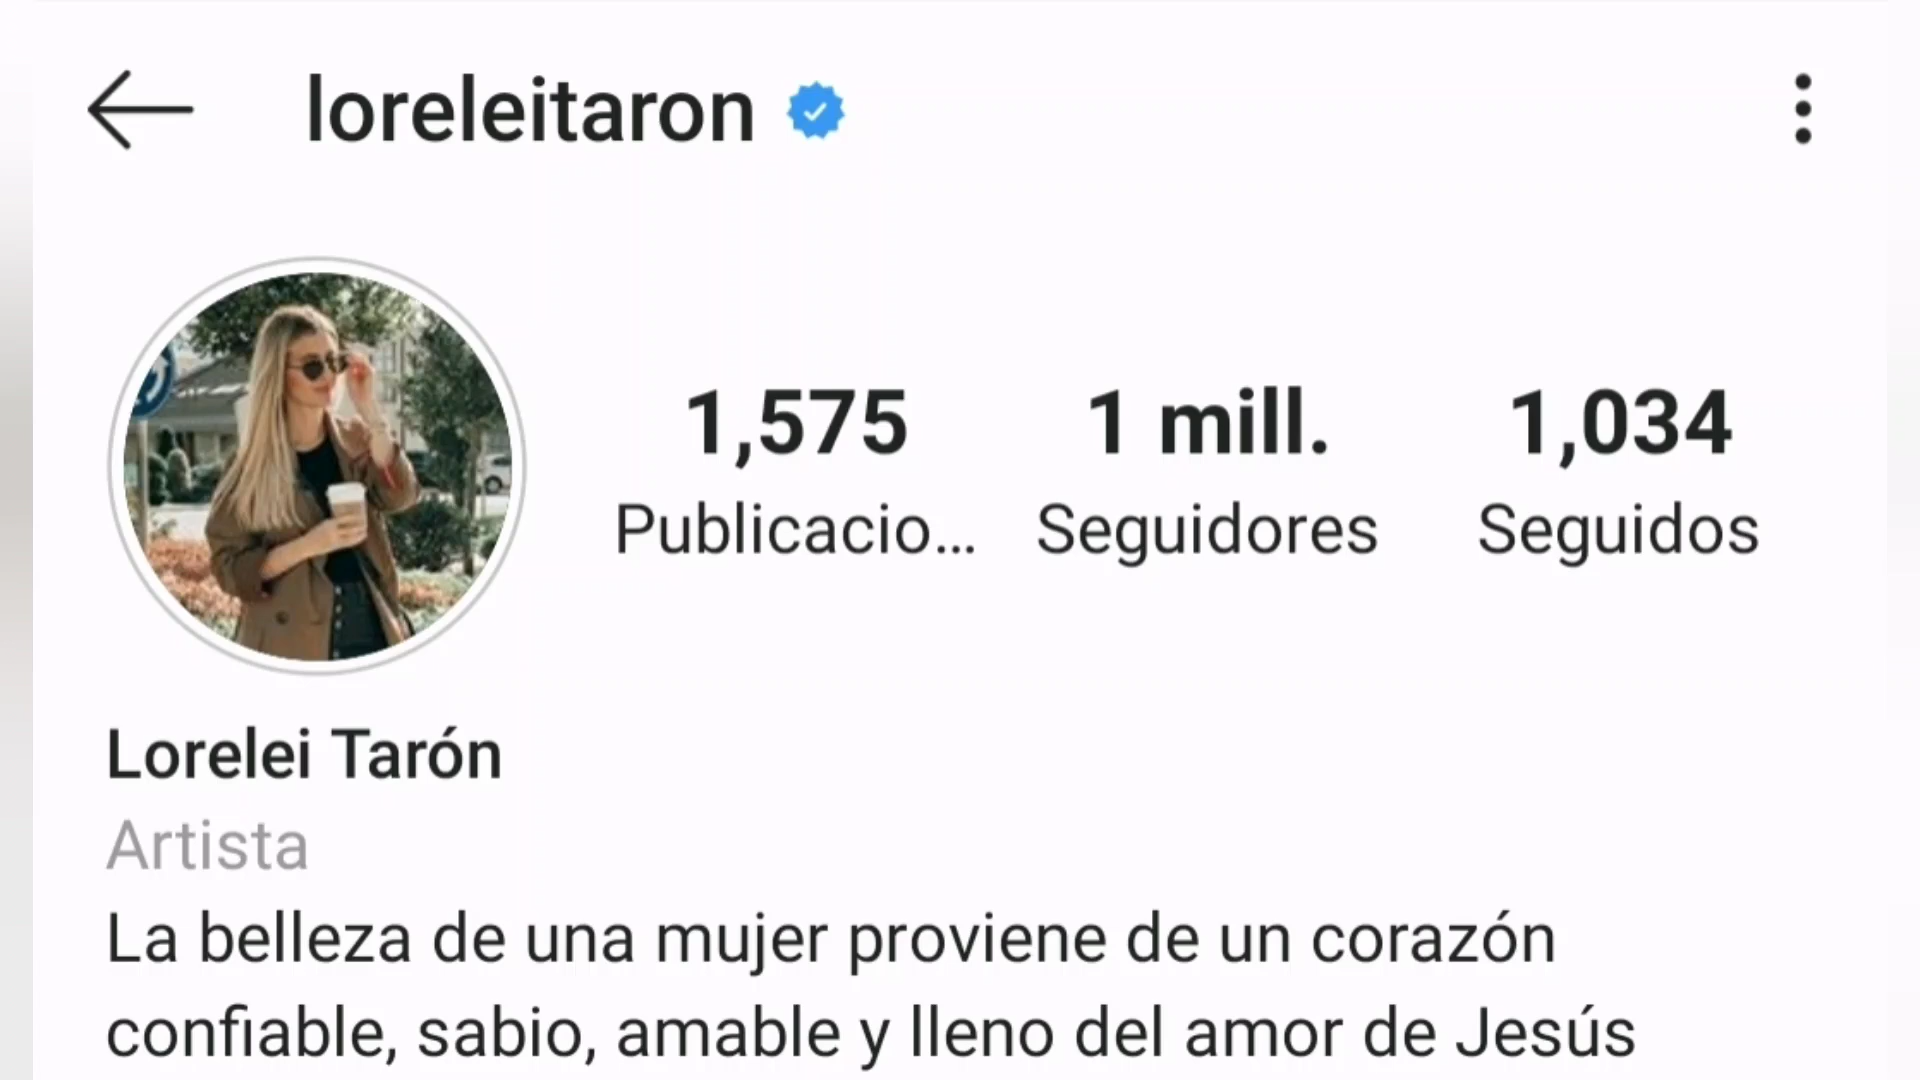 loreleitaron
1,575
1 mill.
1,034
Publicacio...
Seguidores
Seguidos
Lorelei Tarón
Artista
La belleza de una mujer proviene de un corazón
confiable, sabio, amable y lleno del amor de Jesús